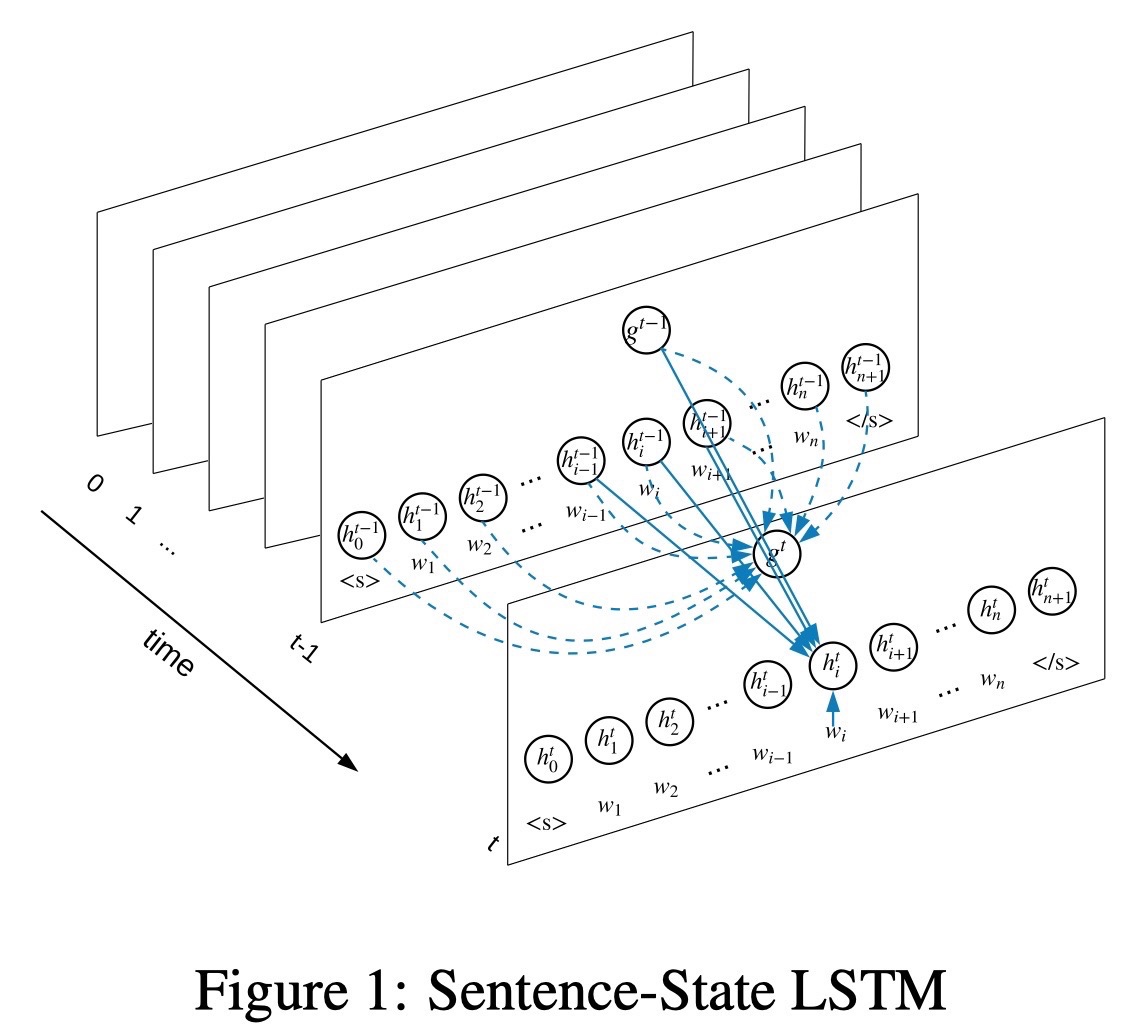 g^{t−1}
h_0^{t−1} h_1^{t−1} h_2^{t−1} ... h_{i−1}^{t−1} h_i^{t−1} h_{i+1}^{t−1} ... h_n^{t−1} h_{n+1}^{t−1}
<s> w_1 w_2 ... w_{i−1} w_i w_{i+1} ... w_n </s>
0
1
...
t-1
time
g^t
h_0^t h_1^t h_2^t ... h_{i−1}^t h_i^t h_{i+1}^t ... h_n^t h_{n+1}^t
<s> w_1 w_2 ... w_{i−1} w_i w_{i+1} ... w_n </s>
t
Figure 1: Sentence-State LSTM